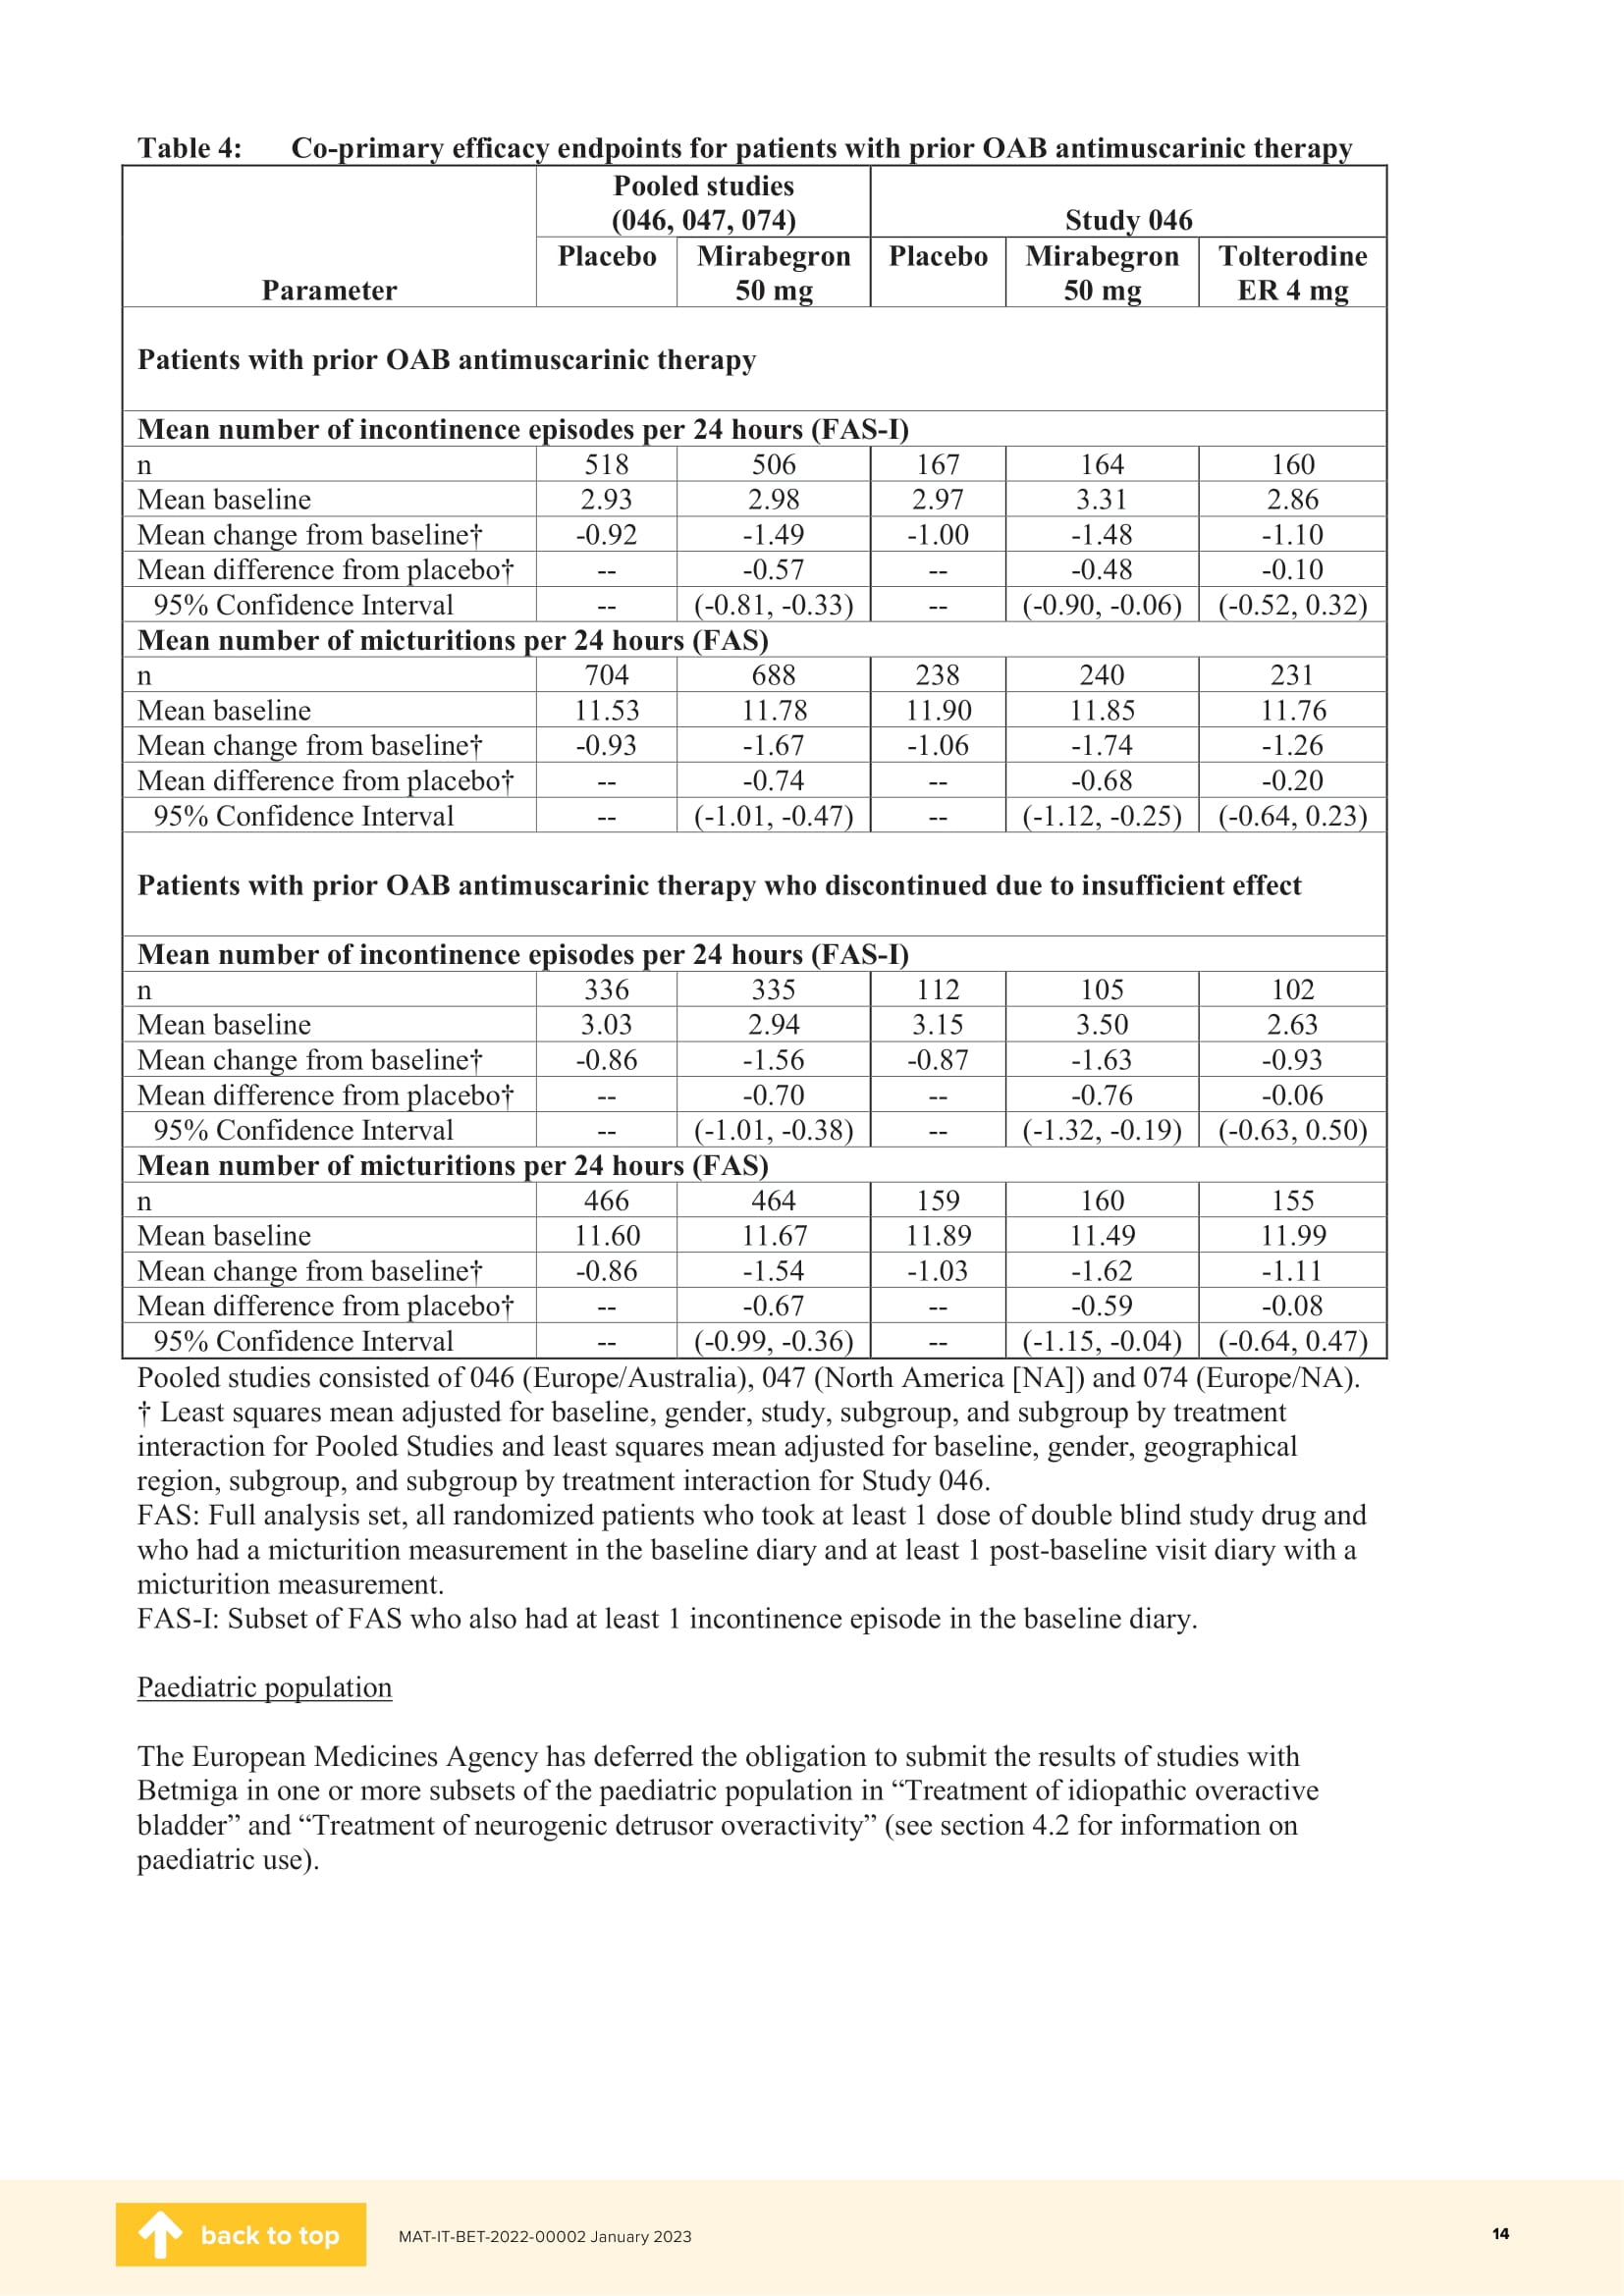 Table 4: Co-primary efficacy endpoints for patients with prior OAB antimuscarinic therapy
Pooled studies
(046, 047, 074) Study 046
Placebo Mirabegron Placebo Mirabegron Tolterodine
Parameter 50 mg 50 mg ER 4 mg
Patients with prior OAB antimuscarinic therapy
Mean number of incontinence episodes per 24 hours (FAS-I)
n 518 506 167 164 160
Mean baseline 2.93 2.98 2.97 3.31 2.86
Mean change from baseline† -0.92 -1.49 -1.00 -1.48 -1.10
Mean difference from placebo† -- -0.57 -- -0.48 -0.10
95% Confidence Interval -- (-0.81, -0.33) -- (-0.90, -0.06) (-0.52, 0.32)
Mean number of micturitions per 24 hours (FAS)
n 704 688 238 240 231
Mean baseline 11.53 11.78 11.90 11.85 11.76
Mean change from baseline† -0.93 -1.67 -1.06 -1.74 -1.26
Mean difference from placebo† -- -0.74 -- -0.68 -0.20
95% Confidence Interval -- (-1.01, -0.47) -- (-1.12, -0.25) (-0.64, 0.23)
Patients with prior OAB antimuscarinic therapy who discontinued due to insufficient effect
Mean number of incontinence episodes per 24 hours (FAS-I)
n 336 335 112 105 102
Mean baseline 3.03 2.94 3.15 3.50 2.63
Mean change from baseline† -0.86 -1.56 -0.87 -1.63 -0.93
Mean difference from placebo† -- -0.70 -- -0.76 -0.06
95% Confidence Interval -- (-1.01, -0.38) -- (-1.32, -0.19) (-0.63, 0.50)
Mean number of micturitions per 24 hours (FAS)
n 466 464 159 160 155
Mean baseline 11.60 11.67 11.89 11.49 11.99
Mean change from baseline† -0.86 -1.54 -1.03 -1.62 -1.11
Mean difference from placebo† -- -0.67 -- -0.59 -0.08
95% Confidence Interval -- (-0.99, -0.36) -- (-1.15, -0.04) (-0.64, 0.47)
Pooled studies consisted of 046 (Europe/Australia), 047 (North America [NA]) and 074 (Europe/NA).
† Least squares mean adjusted for baseline, gender, study, subgroup, and subgroup by treatment
interaction for Pooled Studies and least squares mean adjusted for baseline, gender, geographical
region, subgroup, and subgroup by treatment interaction for Study 046.
FAS: Full analysis set, all randomized patients who took at least 1 dose of double blind study drug and
who had a micturition measurement in the baseline diary and at least 1 post-baseline visit diary with a
micturition measurement.
FAS-I: Subset of FAS who also had at least 1 incontinence episode in the baseline diary.
Paediatric population
The European Medicines Agency has deferred the obligation to submit the results of studies with
Betmiga in one or more subsets of the paediatric population in “Treatment of idiopathic overactive
bladder” and “Treatment of neurogenic detrusor overactivity” (see section 4.2 for information on
paediatric use).
back to top MAT-IT-BET-2022-00002 January 2023 14